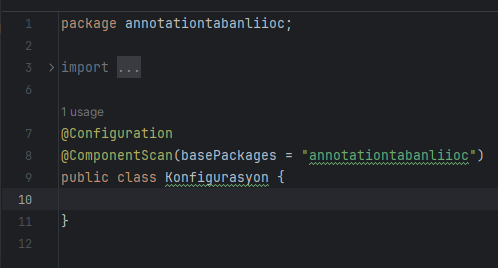 1 package annotationtabanliioc;
2
3 > import ...
6
1 usage
7 @Configuration
8 @ComponentScan(basePackages = "annotationtabanliioc")
9 public class Konfigurasyon {
10
11 }
12